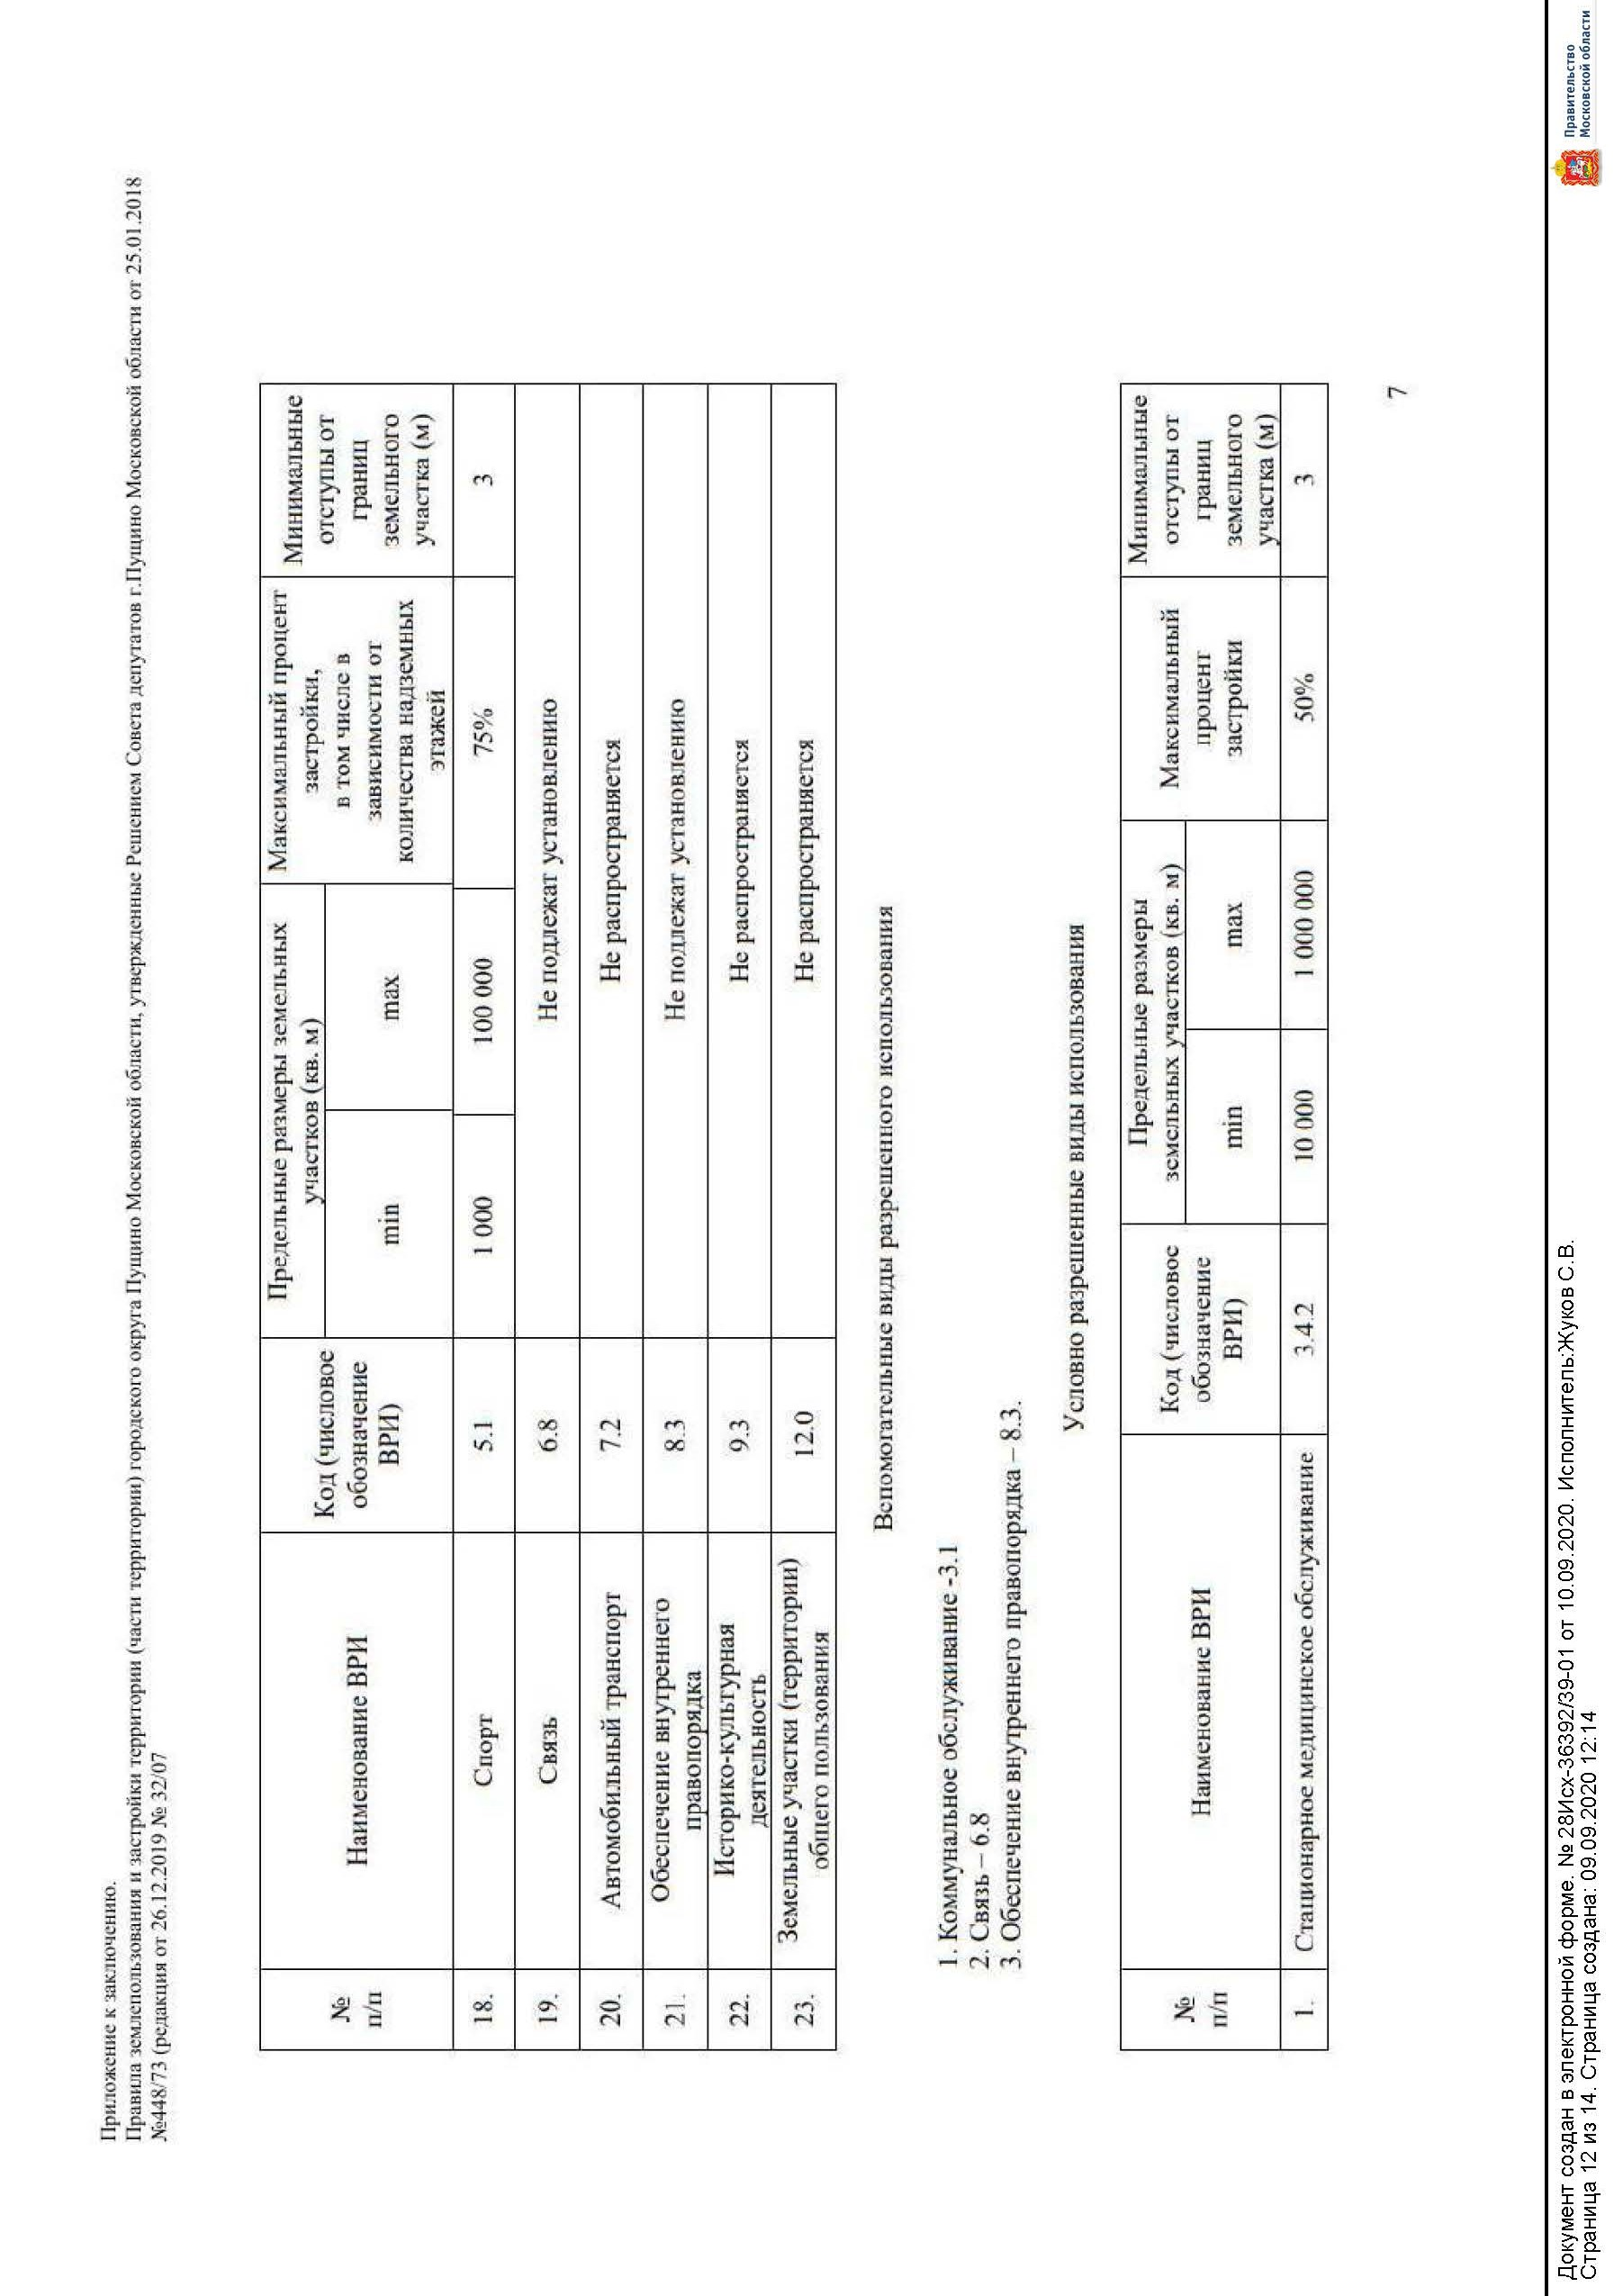 Приложение к заключению.
Правила землепользования и застройки территории (части территории) городского округа Пущино Московской области, утвержденные Решением Совета депутатов г.Пущино Московской области от 25.01.2018
№448/73 (редакция от 26.12.2019 № 32/07
№
п/п
Наименование ВРИ
Код (числовое
обозначение
ВРИ)
Предельные размеры земельных
участков (кв. м)
min
max
Максимальный процент
застройки,
в том числе в
зависимости от
количества надземных
этажей
Минимальные
отступы от
границ
земельного
участка (м)
18. Спорт 5.1 1 000 100 000 75% 3
19. Связь 6.8 Не подлежат установлению
20. Автомобильный транспорт 7.2 Не распространяется
21. Обеспечение внутреннего
правопорядка 8.3 Не подлежат установлению
22. Историко-культурная
деятельность 9.3 Не распространяется
23. Земельные участки (территории)
общего пользования 12.0 Не распространяется
Вспомогательные виды разрешенного использования
1. Коммунальное обслуживание -3.1
2. Связь – 6.8
3. Обеспечение внутреннего правопорядка – 8.3.
Условно разрешенные виды использования
№
п/п
Наименование ВРИ
Код (числовое
обозначение
ВРИ)
Предельные размеры
земельных участков (кв. м)
min
max
Максимальный
процент
застройки
Минимальные
отступы от
границ
земельного
участка (м)
1. Стационарное медицинское обслуживание 3.4.2 10 000 1 000 000 50% 3
7
Документ создан в электронной форме. № 28Исх-36392/39-01 от 10.09.2020. Исполнитель:Жуков С.В.
Страница 12 из 14. Страница создана: 09.09.2020 12:14
Правительство
Московской области